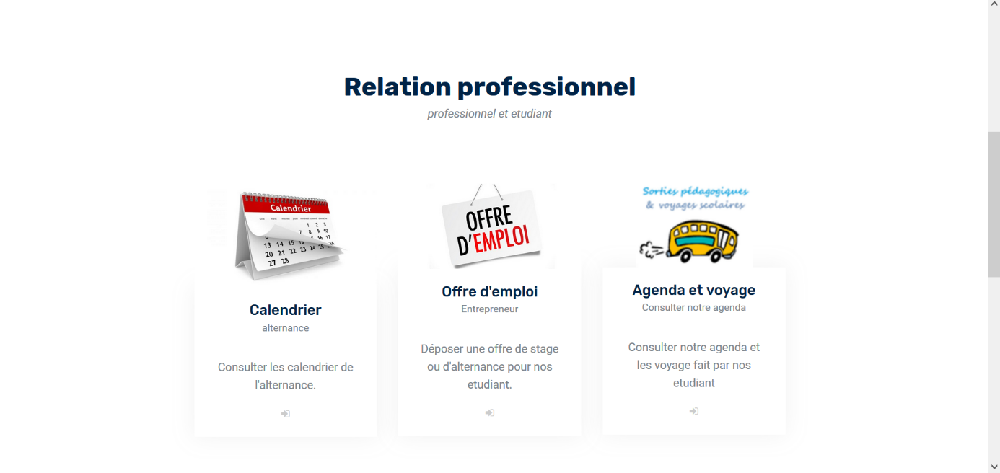 Relation professionnel
professionnel et etudiant
Calendrier
1 2 3
7 8 9 10
13 14 15 16 17
20 21 22 23 24 25
27 28
OFFRE
D'EMPLOI
Sorties pédagogiques
& voyages scolaires
Calendrier
alternance
Consulter les calendrier de
l'alternance.
Offre d'emploi
Entrepreneur
Déposer une offre de stage
ou d'alternance pour nos
etudiant.
Agenda et voyage
Consulter notre agenda
Consulter notre agenda et
les voyage fait par nos
etudiant